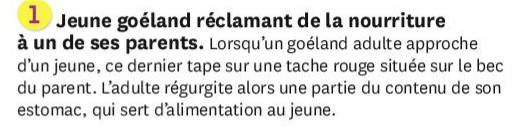 1 Jeune goéland réclamant de la nourriture
à un de ses parents. Lorsqu'un goéland adulte approche
d'un jeune, ce dernier tape sur une tache rouge située sur le bec
du parent. L'adulte régurgite alors une partie du contenu de son
estomac, qui sert d'alimentation au jeune.